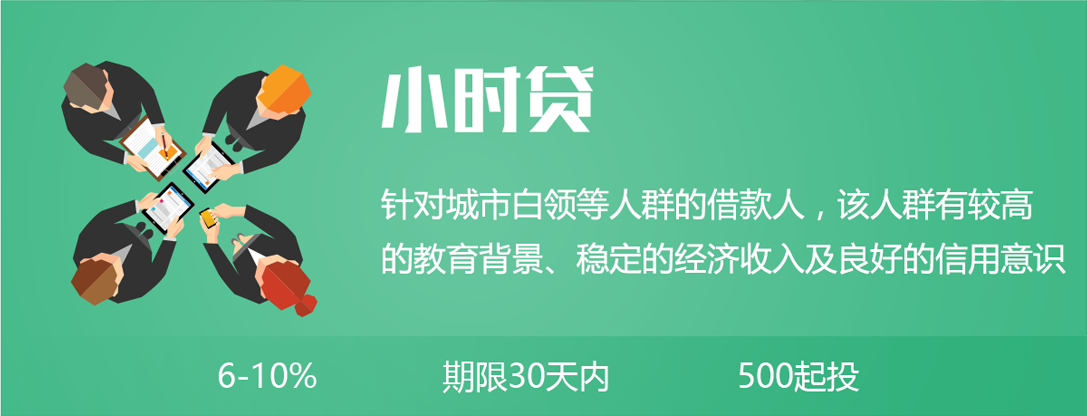 小时贷
针对城市白领等人群的借款人，该人群有较高
的教育背景、稳定的经济收入及良好的信用意识
6-10%
期限30天内
500起投